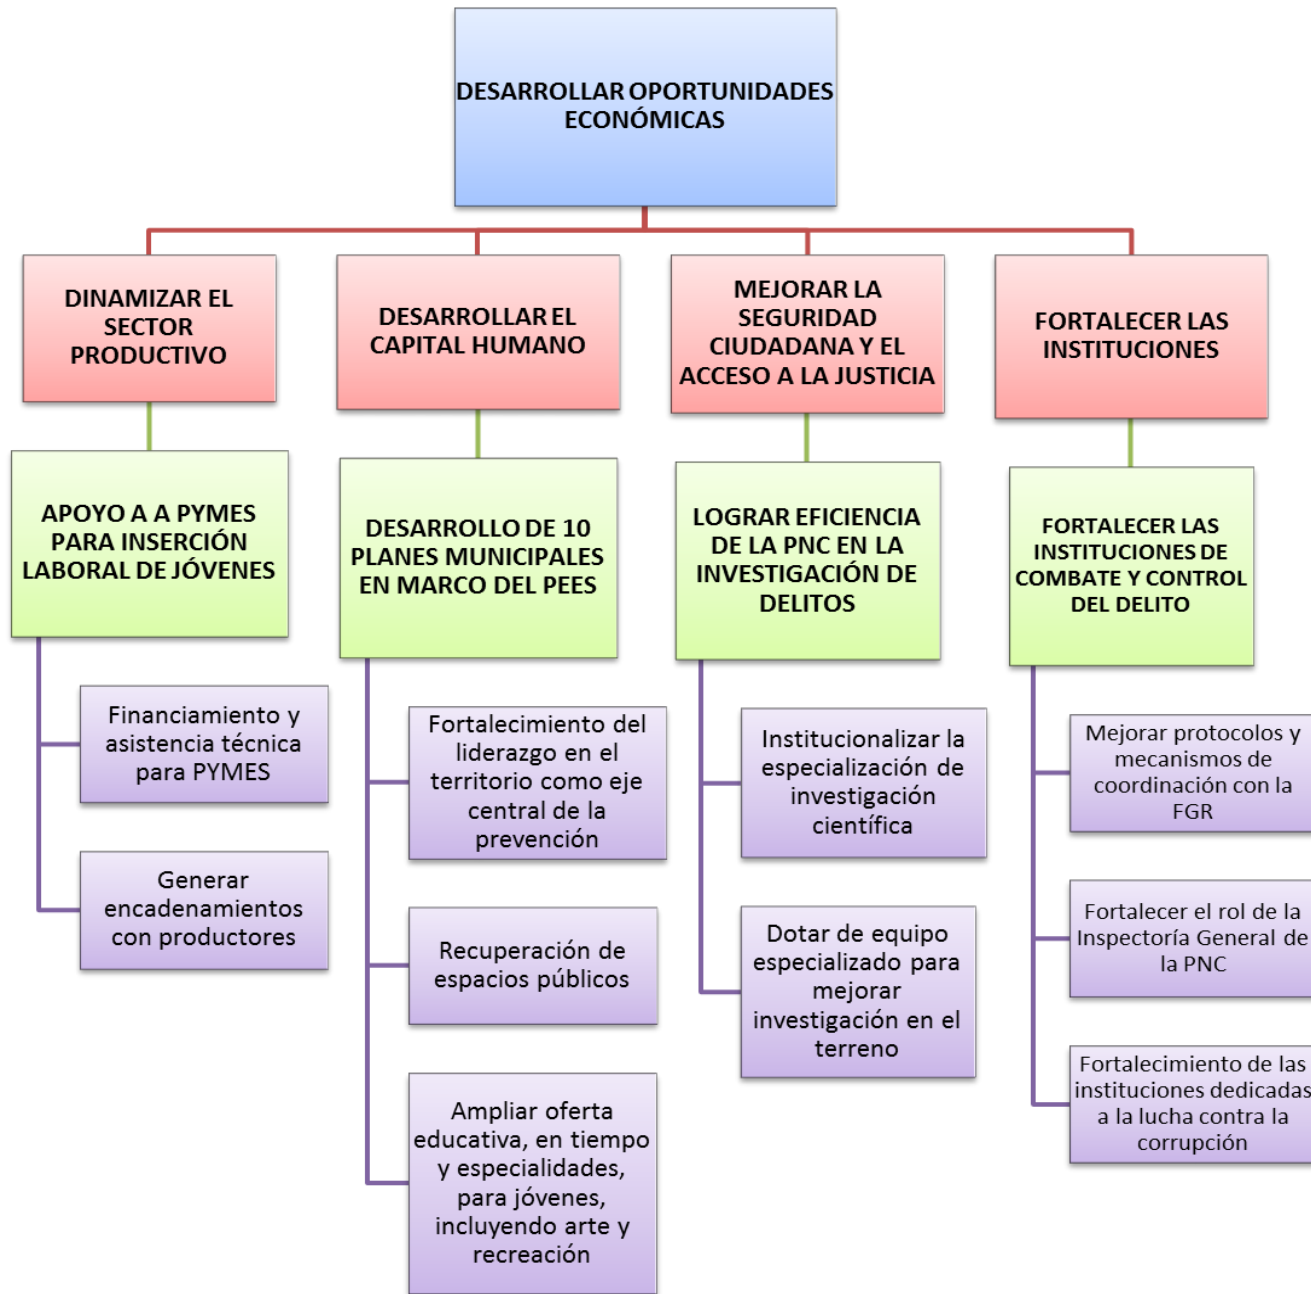 DESARROLLAR OPORTUNIDADES
ECONÓMICAS
DINAMIZAR EL
SECTOR
PRODUCTIVO
DESARROLLAR EL
CAPITAL HUMANO
MEJORAR LA
SEGURIDAD
CIUDADANA Y EL
ACCESO A LA JUSTICIA
FORTALECER LAS
INSTITUCIONES
APOYO A A PYMES
PARA INSERCIÓN
LABORAL DE JÓVENES
DESARROLLO DE 10
PLANES MUNICIPALES
EN MARCO DEL PEES
LOGRAR EFICIENCIA
DE LA PNC EN LA
INVESTIGACIÓN DE
DELITOS
FORTALECER LAS
INSTITUCIONES DE
COMBATE Y CONTROL
DEL DELITO
Financiamiento y
asistencia técnica
para PYMES
Generar
encadenamientos
con productores
Fortalecimiento del
liderazgo en el
territorio como eje
central de la
prevención
Recuperación de
espacios públicos
Ampliar oferta
educativa, en tiempo
y especialidades,
para jóvenes,
incluyendo arte y
recreación
Institucionalizar la
especialización de
investigación
científica
Dotar de equipo
especializado para
mejorar
investigación en el
terreno
Mejorar protocolos y
mecanismos de
coordinación con la
FGR
Fortalecer el rol de la
Inspectoría General de
la PNC
Fortalecimiento de las
instituciones dedicadas
a la lucha contra la
corrupción